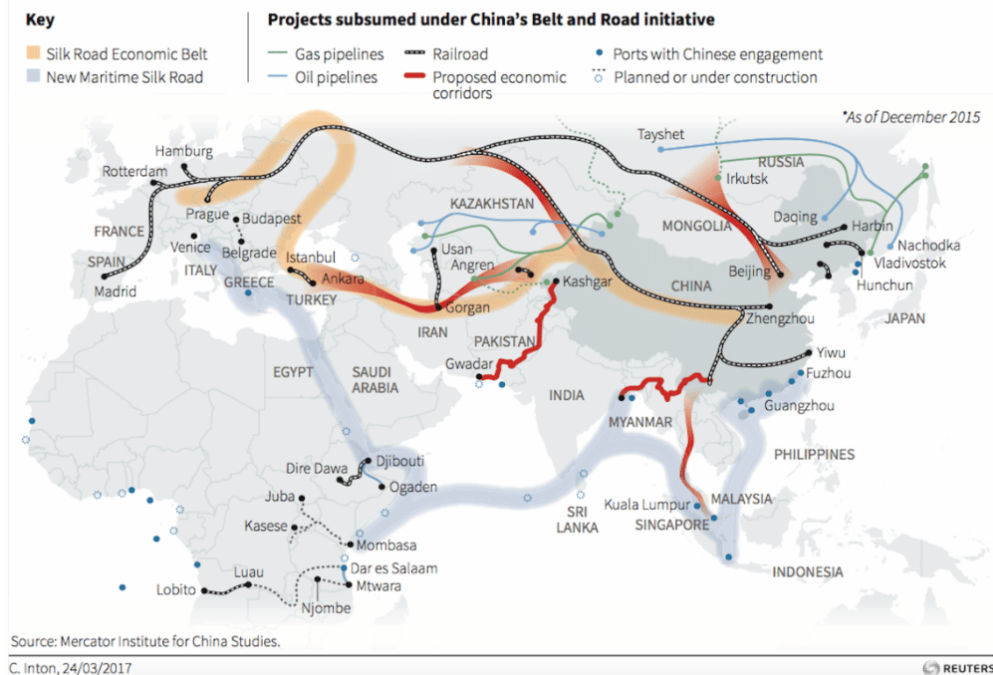 Key
Silk Road Economic Belt
New Maritime Silk Road
Projects subsumed under China's Belt and Road initiative
Gas pipelines
Oil pipelines
Railroad
Proposed economic
corridors
Ports with Chinese engagement
Planned or under construction
*As of December 2015
Tayshet
Hamburg
Rotterdam
RUSSIA
Irkutsk
Prague
Budapest
KAZAKHSTAN
MONGOLIA
Daqing
Harbin
FRANCE
Venice
Belgrade
Usan
Nachodka
SPAIN
ITALY
Istanbul
Angren
Vladivostok
Madrid
GREECE
Ankara
Beijing
Hunchun
TURKEY
Kashgar
CHINA
Gorgan
Zhengzhou
JAPAN
IRAN
PAKISTAN
Yiwu
Gwadar
EGYPT
SAUDI
ARABIA
Fuzhou
INDIA
Guangzhou
MYANMAR
PHILIPPINES
Dire Dawa
Djibouti
Ogaden
Juba
Kuala Lumpur
MALAYSIA
SRI
LANKA
SINGAPORE
Kasese
Mombasa
Dar es Salaam
INDONESIA
Luau
Lobito
Mtwara
Njombe
Source: Mercator Institute for China Studies.
C. Inton, 24/03/2017
REUTERS